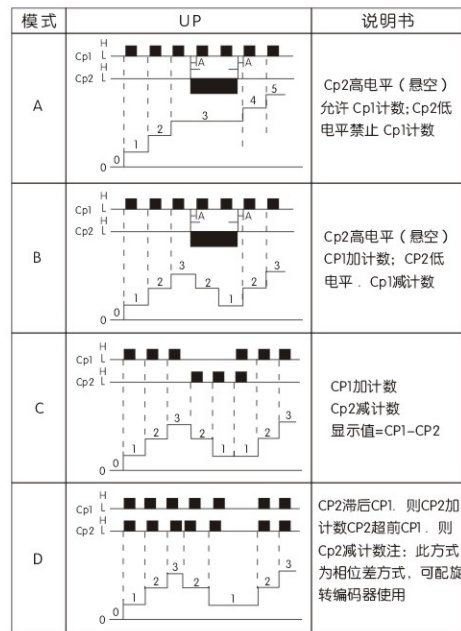 模式 UP 说明书
A
H
Cp1 L
H
Cp2 L
A
0 1 2 3 4 5
0
Cp2高电平（悬空）
允许 Cp1计数; Cp2低
电平禁止 Cp1计数
B
H
Cp1 L
H
Cp2 L
A
1 2 3 2 1 2 3
0
Cp2高电平（悬空）
CP1加计数; CP2低
电平. Cp1减计数
C
H
Cp1 L
H
Cp2 L
0 1 2 3 2 1 2 3
CP1加计数
Cp2减计数
显示值=CP1-CP2
D
H
Cp1 L
H
Cp2 L
1 2 3 2 1 2 3
0
CP2滞后CP1. 则CP2加
计数CP2超前CP1. 则
Cp2减计数注: 此方式
为相位差方式, 可配旋
转编码器使用